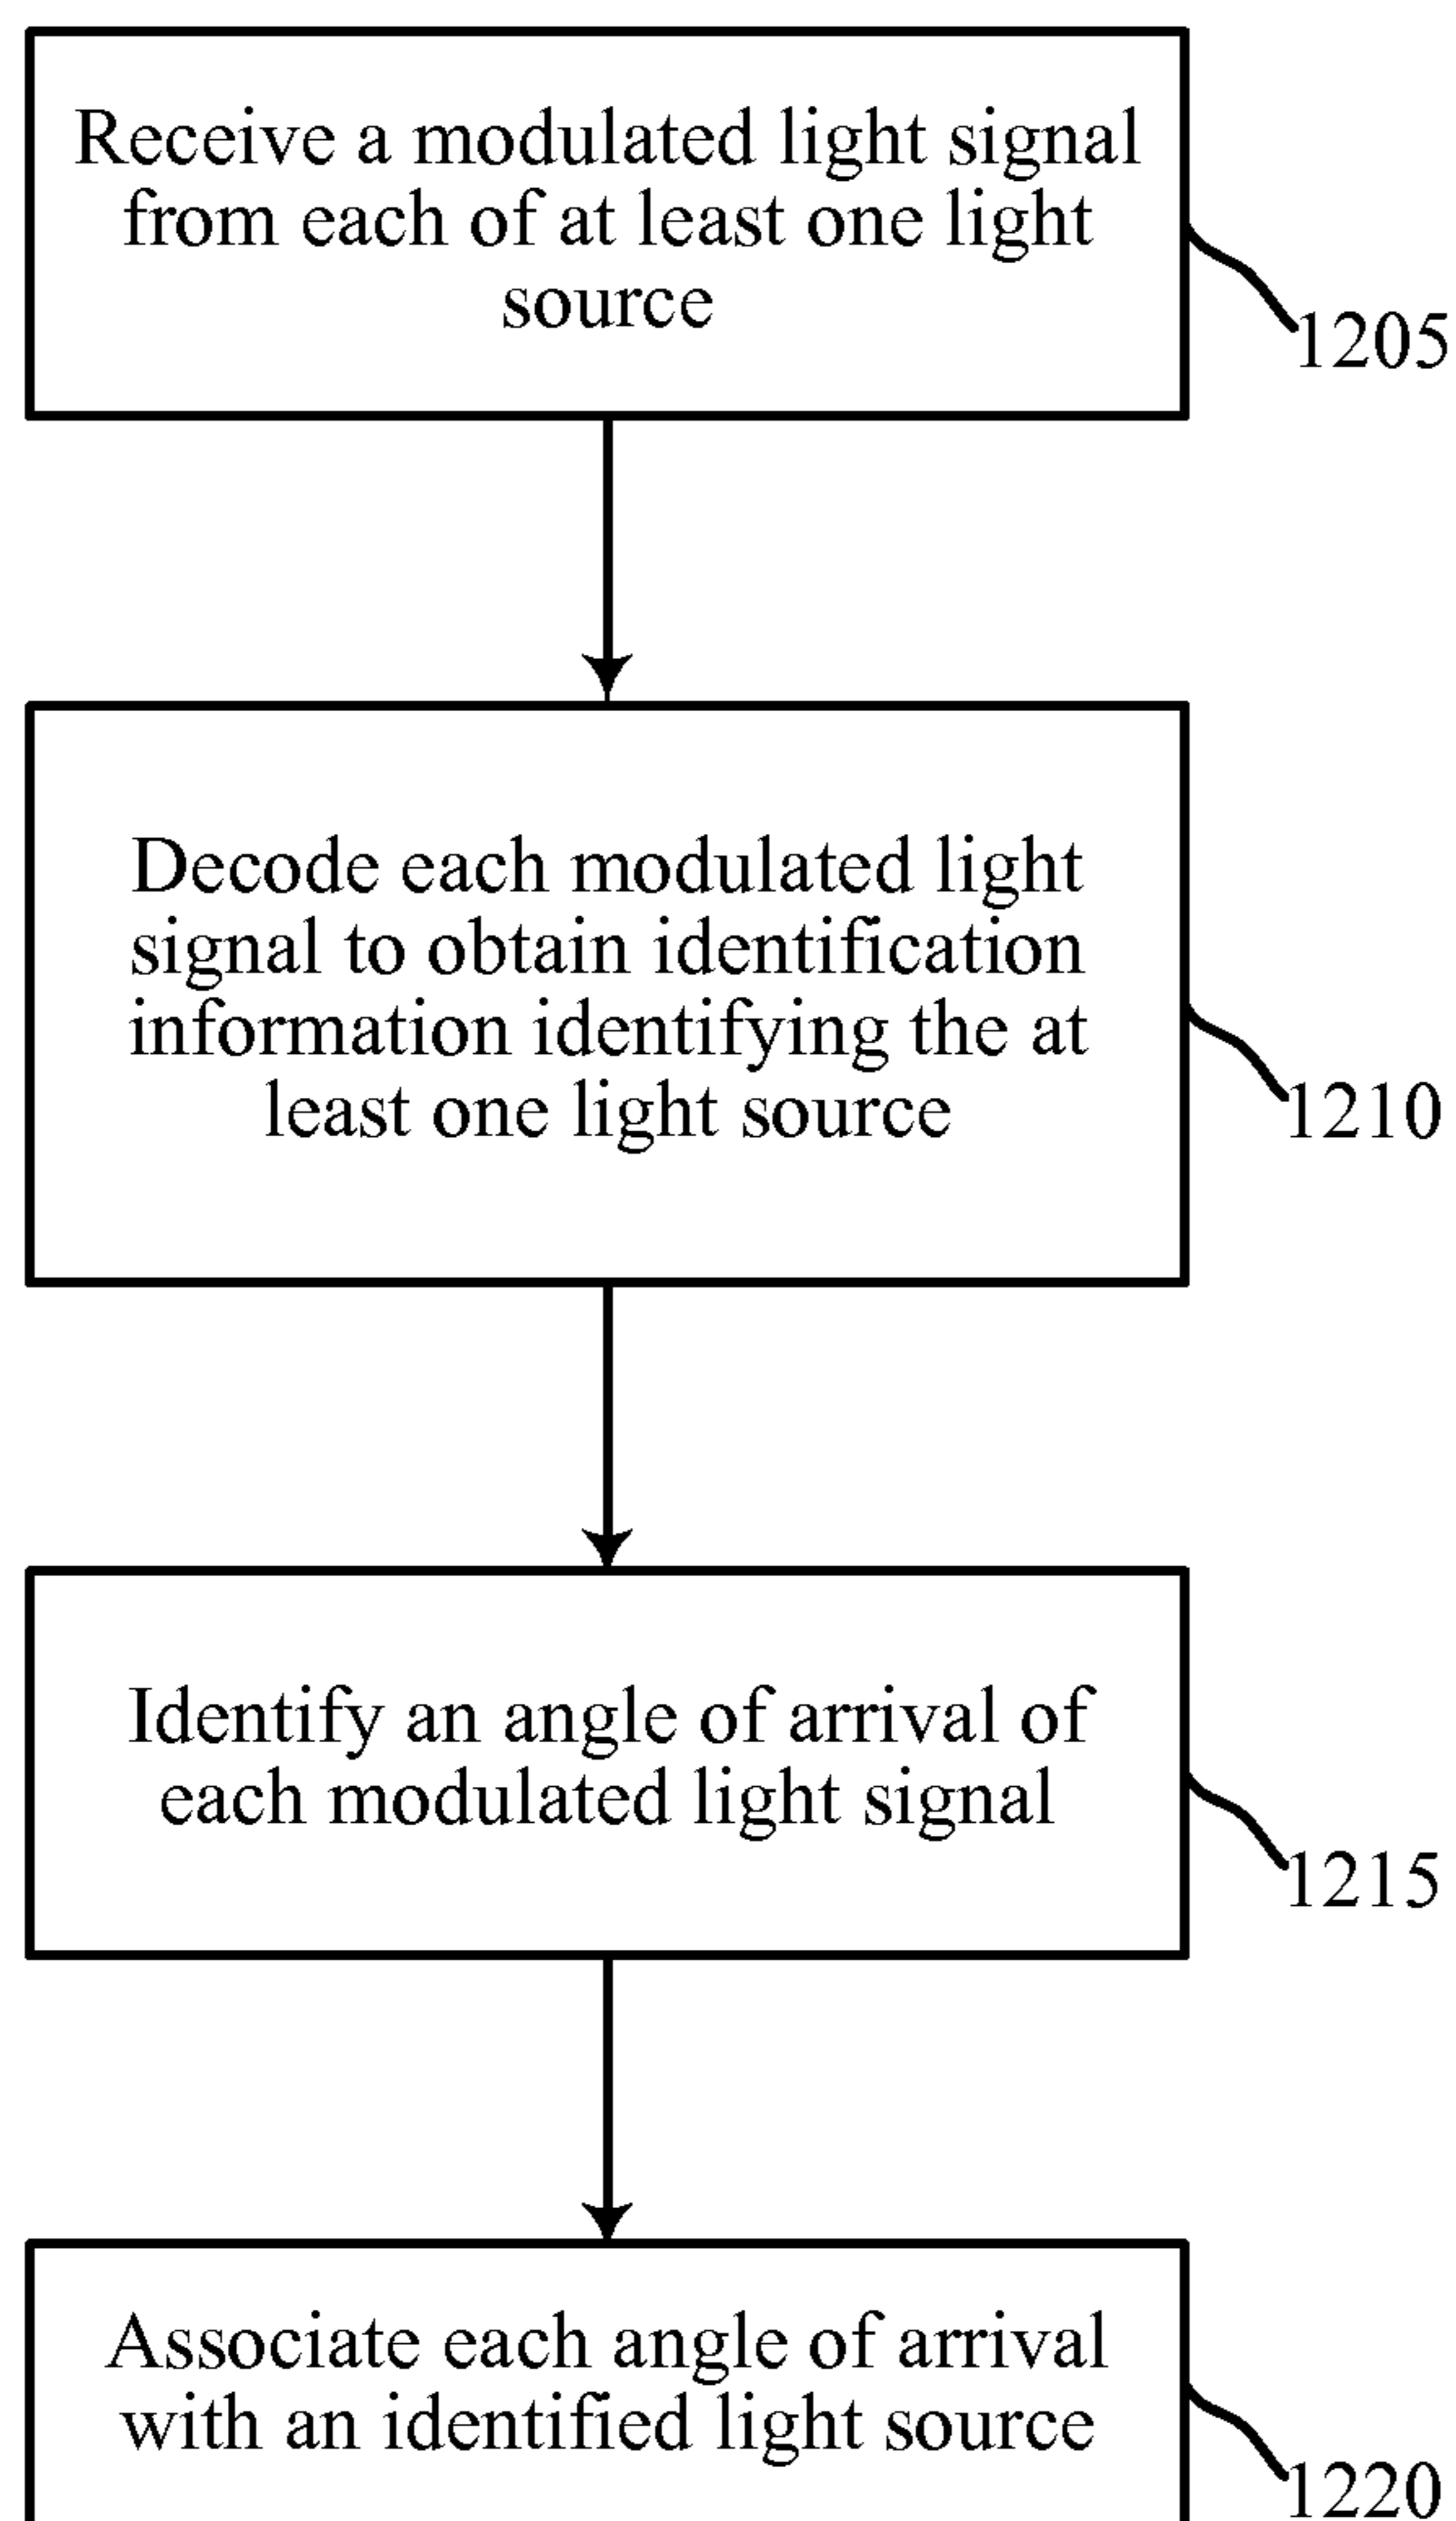 Receive a modulated light signal
from each of at least one light
source
1205
Decode each modulated light
signal to obtain identification
information identifying the at
least one light source
1210
Identify an angle of arrival of
each modulated light signal
1215
Associate each angle of arrival
with an identified light source
1220